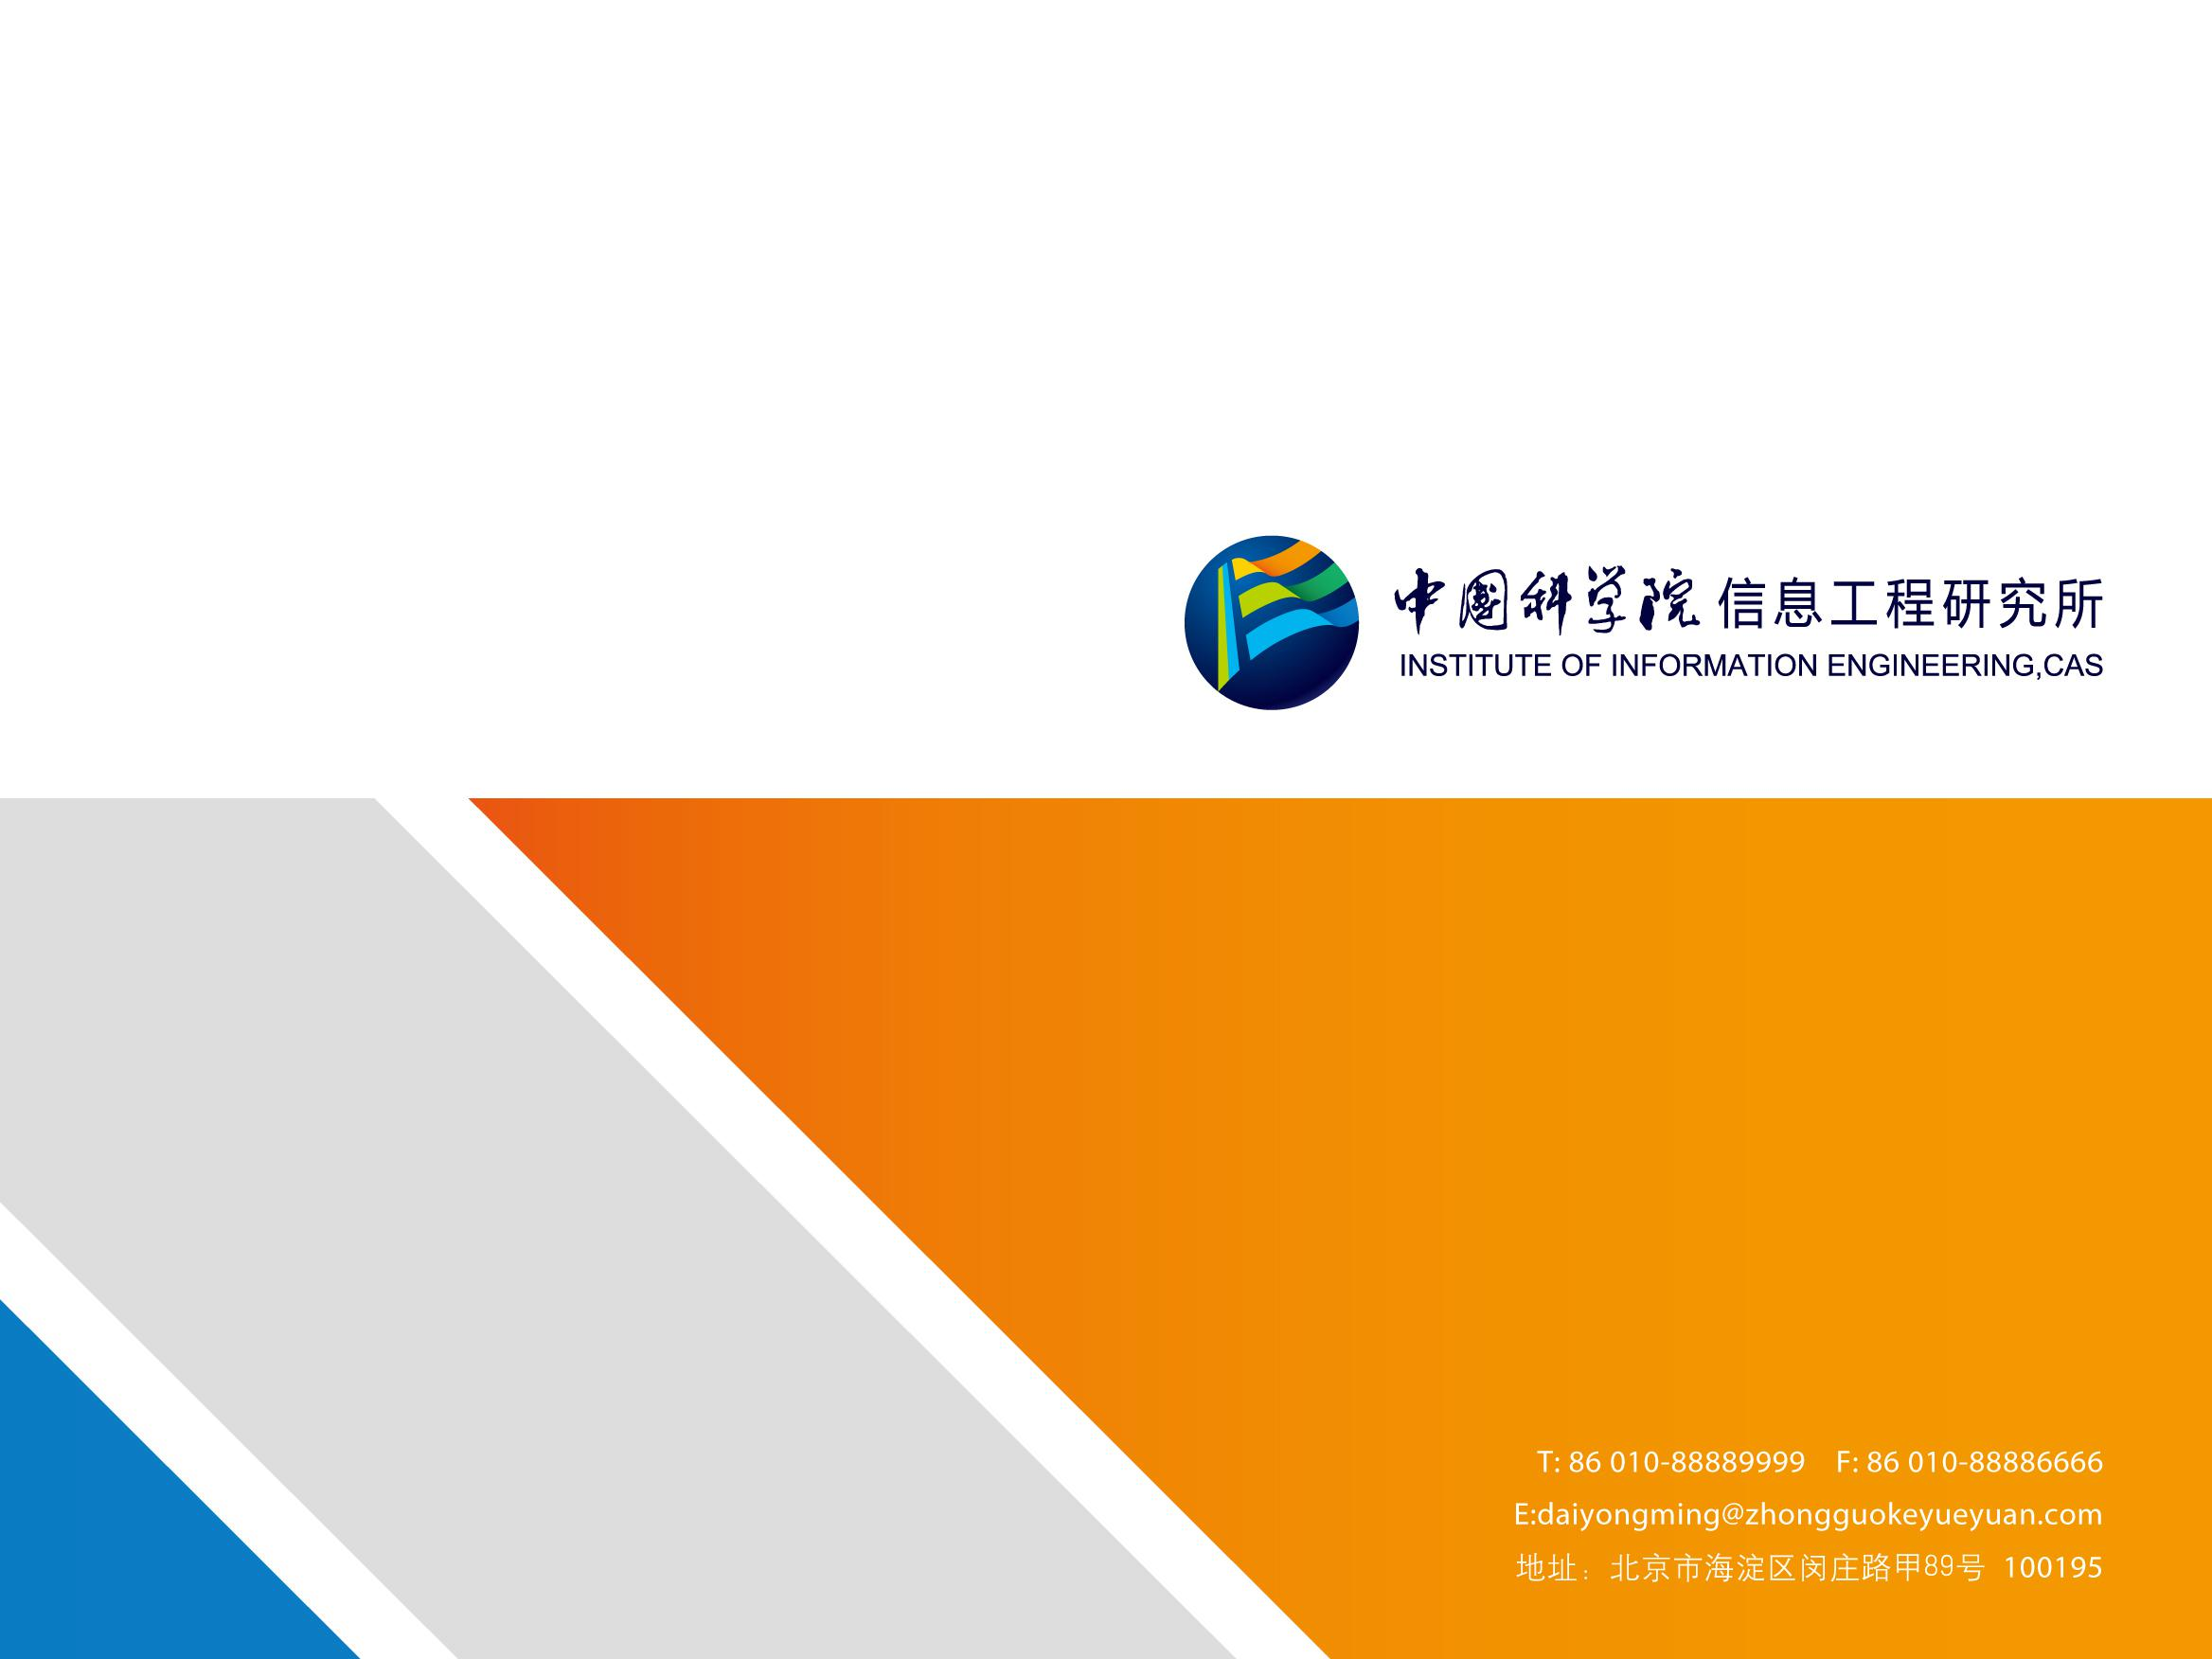 中国科学院 信息工程研究所
INSTITUTE OF INFORMATION ENGINEERING,CAS
T: 86 010-88889999 F: 86 010-88886666
E:daiyongming@zhongguokeyueyuan.com
地址：北京市海淀区闵庄路甲89号 100195